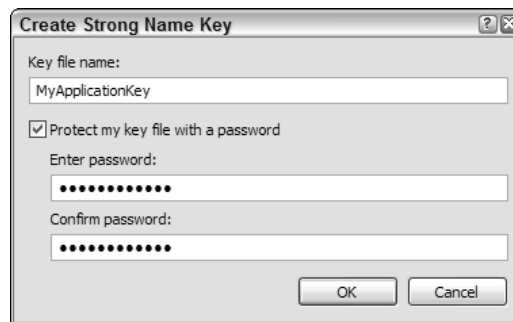 Create Strong Name Key
?
Key file name:
MyApplicationKey
Protect my key file with a password
Enter password:
••••••••••••
Confirm password:
••••••••••••
OK Cancel